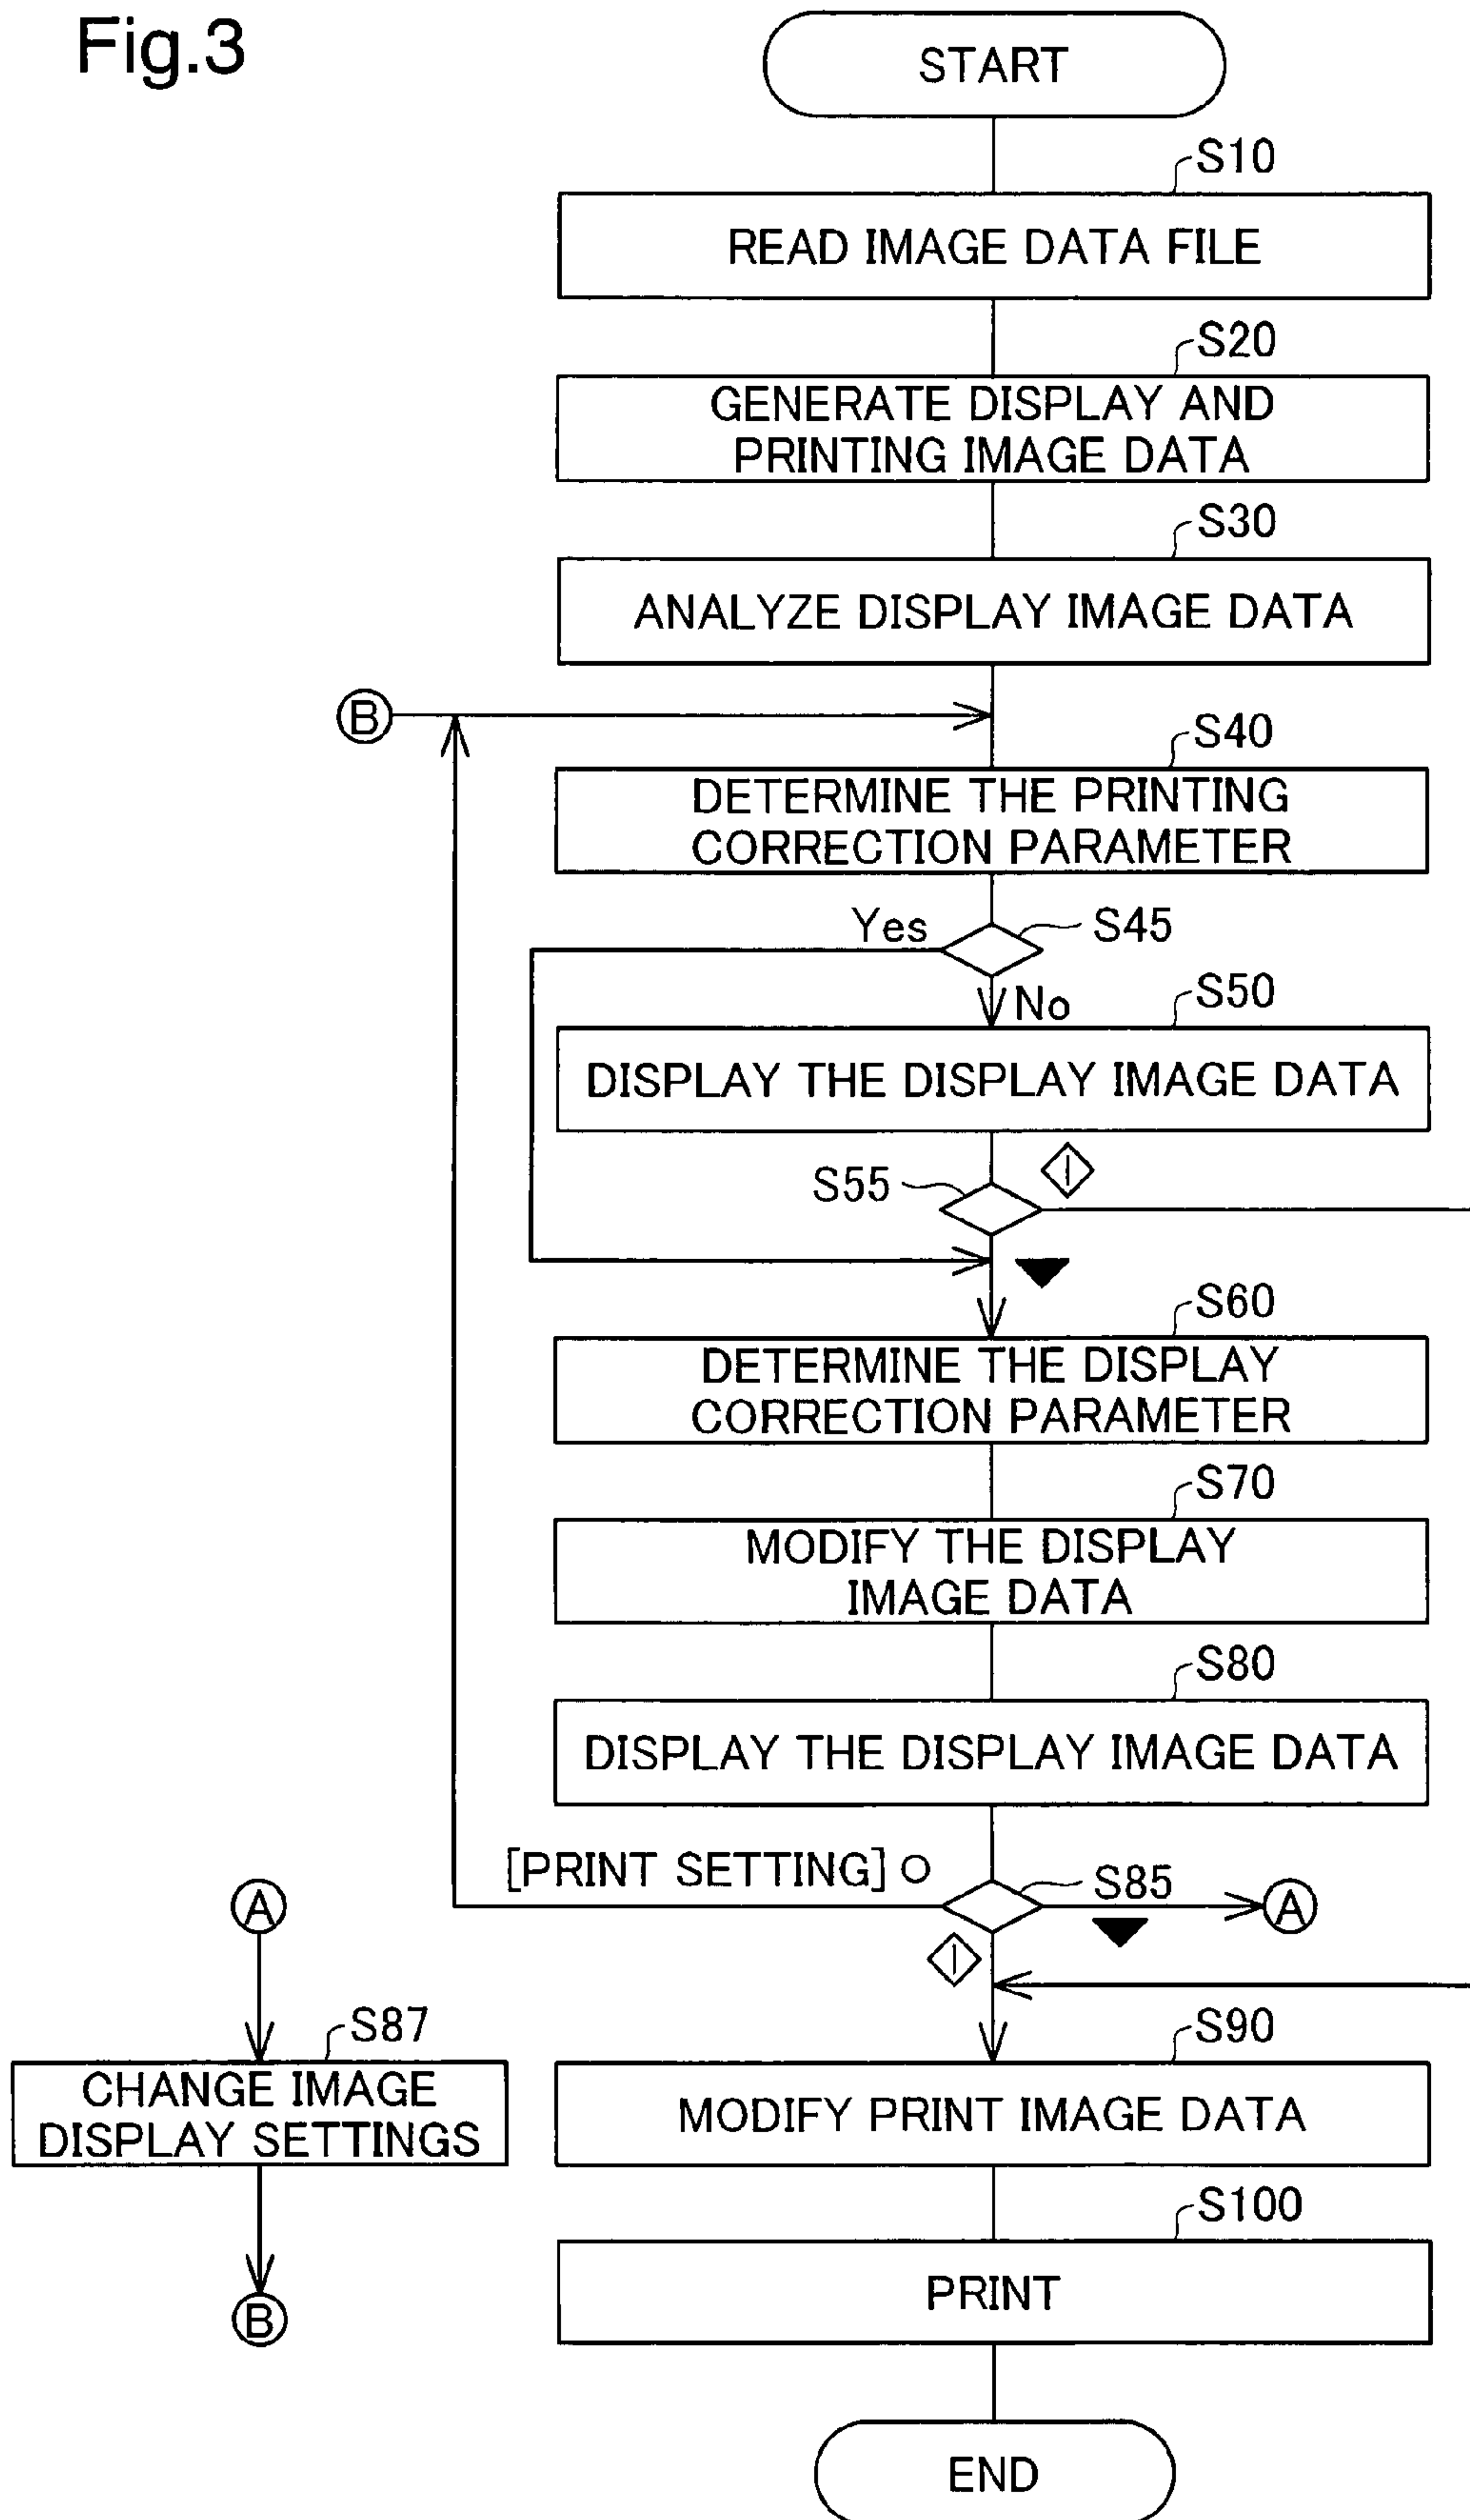 Fig.3
START
S10
READ IMAGE DATA FILE
S20
GENERATE DISPLAY AND
PRINTING IMAGE DATA
S30
ANALYZE DISPLAY IMAGE DATA
B
S40
DETERMINE THE PRINTING
CORRECTION PARAMETER
Yes
S45
No
S50
DISPLAY THE DISPLAY IMAGE DATA
S55
S60
DETERMINE THE DISPLAY
CORRECTION PARAMETER
S70
MODIFY THE DISPLAY
IMAGE DATA
S80
DISPLAY THE DISPLAY IMAGE DATA
[PRINT SETTING]
S85
A
A
S87
CHANGE IMAGE
DISPLAY SETTINGS
B
S90
MODIFY PRINT IMAGE DATA
S100
PRINT
END